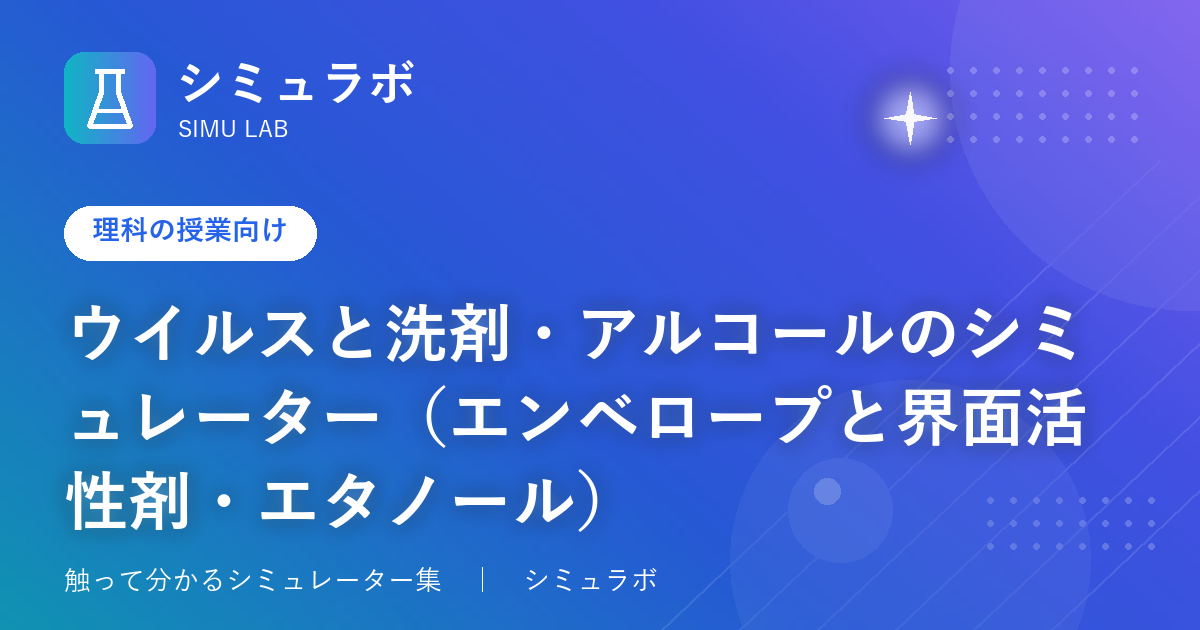 シミュラボ
SIMU LAB
理科の授業向け
ウイルスと洗剤・アルコールのシミ
ュレーター（エンベロープと界面活
性剤・エタノール）
触って分かるシミュレーター集 ｜ シミュラボ